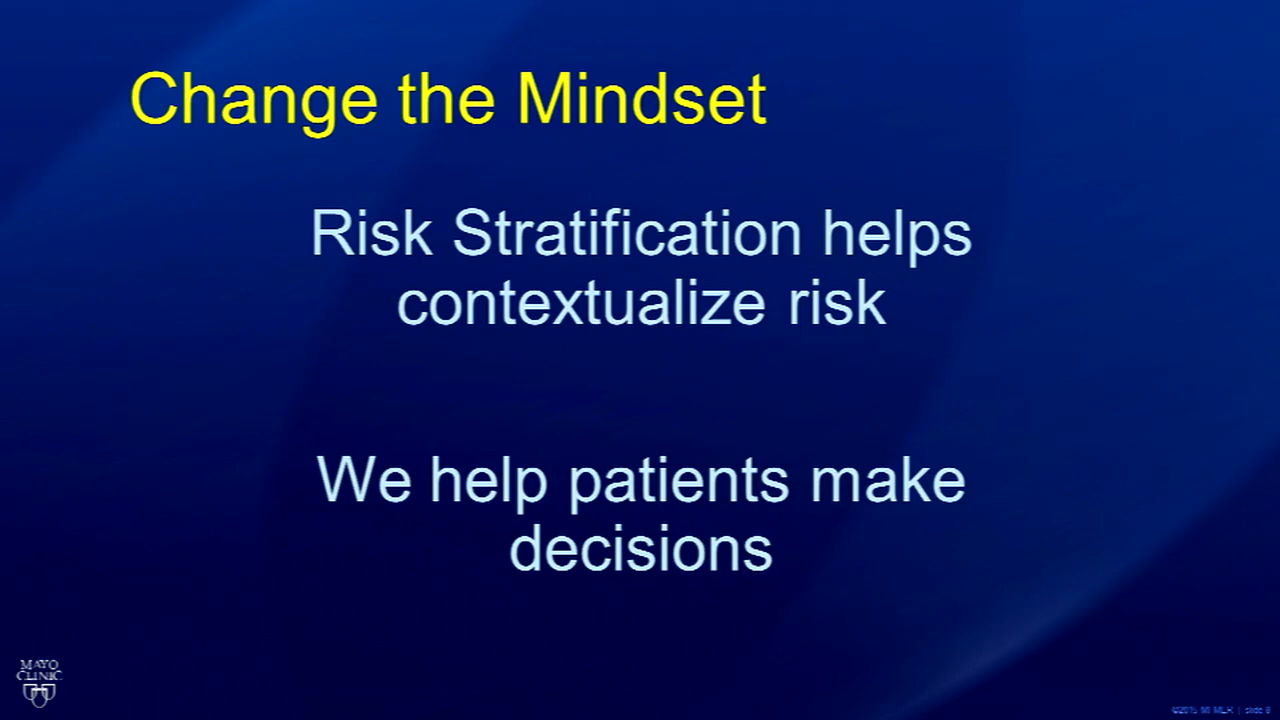 Change the Mindset
Risk Stratification helps
contextualize risk
We help patients make
decisions
MAYO
CLINIC